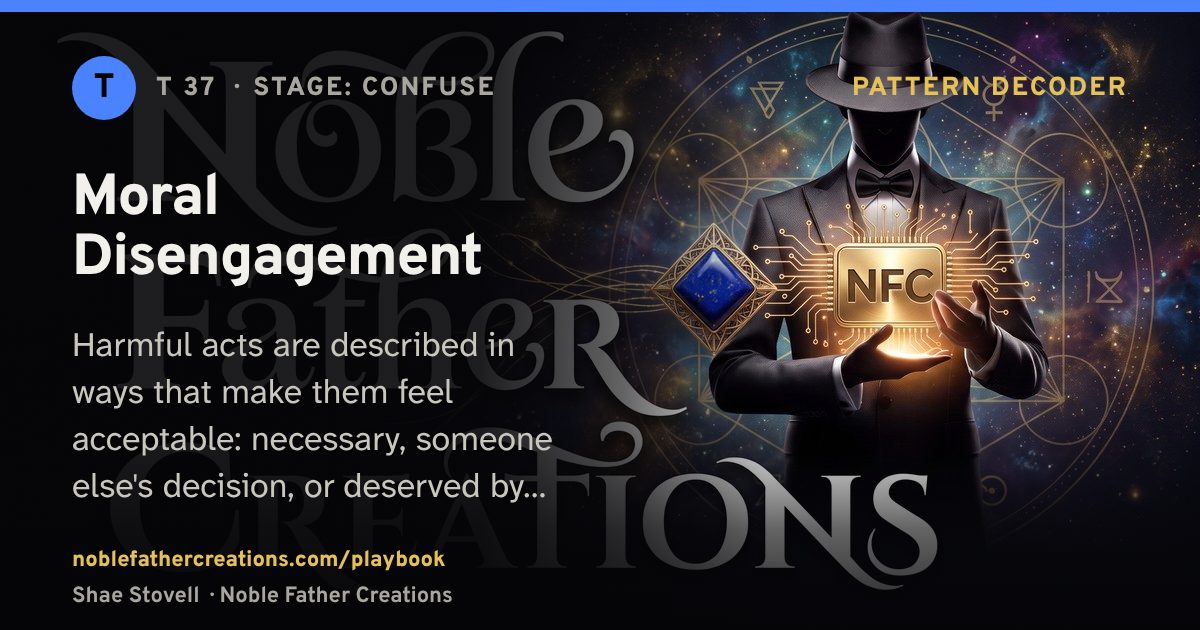 T
T 37 · STAGE: CONFUSE
PATTERN DECODER
Moral
Disengagement
Harmful acts are described in
ways that make them feel
acceptable: necessary, someone
else's decision, or deserved by...
noblefathercreations.com/playbook
Shae Stovell · Noble Father Creations
Noble
Father
Creations
NFC